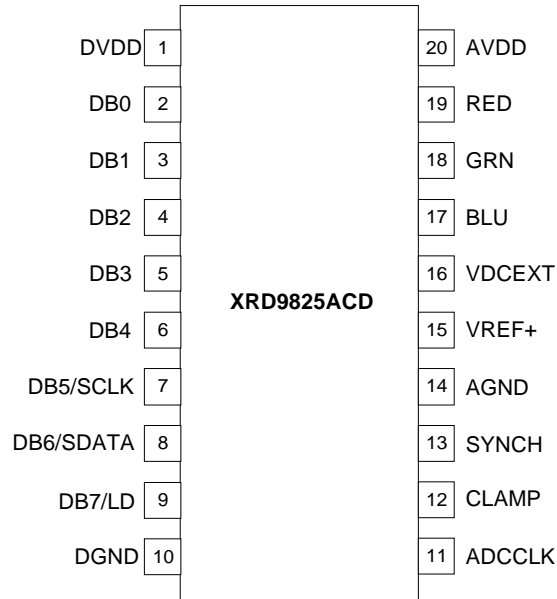 DVDD 1 20 AVDD
DB0 2 19 RED
DB1 3 18 GRN
DB2 4 17 BLU
DB3 5 16 VDCEXT
XRD9825ACD
DB4 6 15 VREF+
DB5/SCLK 7 14 AGND
DB6/SDATA 8 13 SYNCH
DB7/LD 9 12 CLAMP
DGND 10 11 ADCCLK